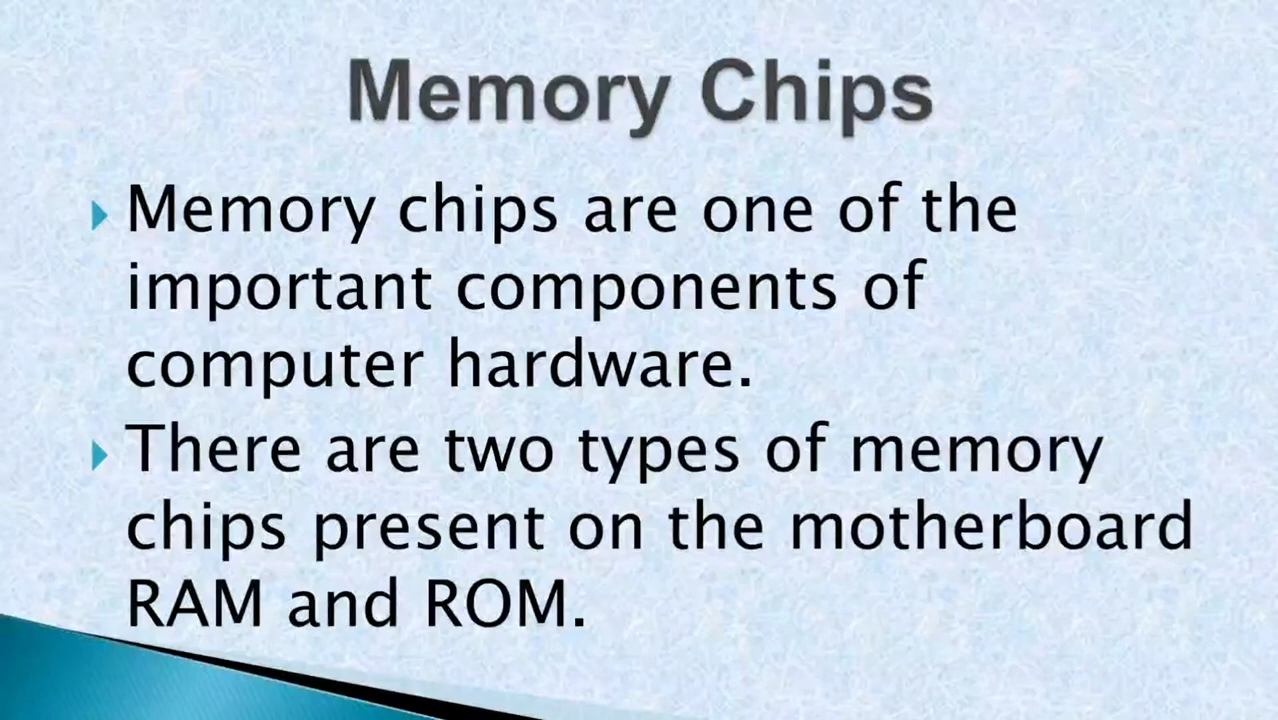 Memory Chips
Memory chips are one of the
important components of
computer hardware.
There are two types of memory
chips present on the motherboard
RAM and ROM.